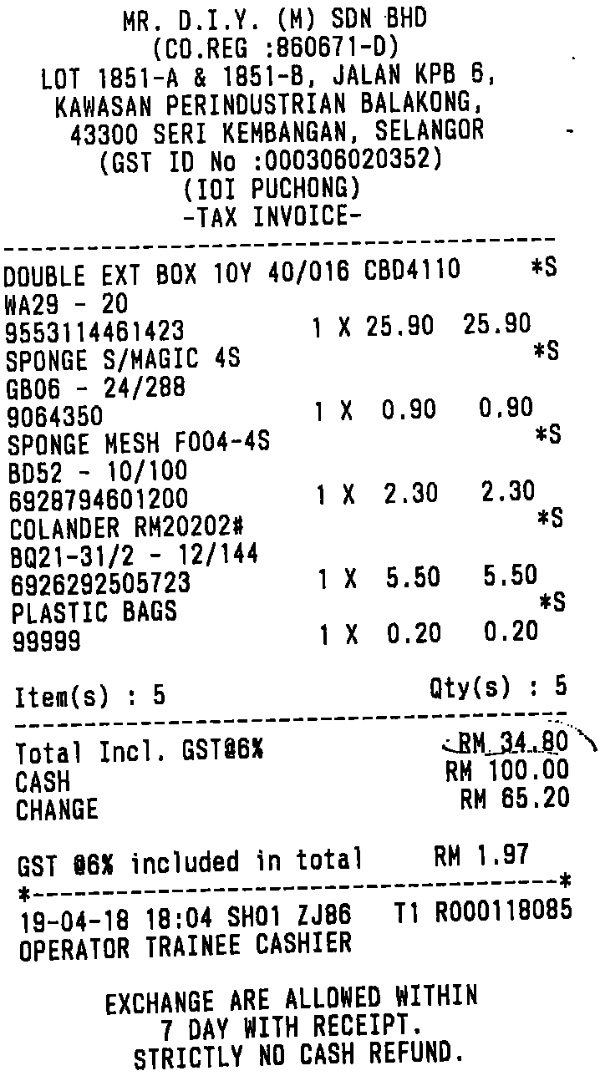 MR. D.I.Y. (M) SDN BHD
(CO.REG :860671-D)
LOT 1851-A & 1851-B, JALAN KPB 6,
KAWASAN PERINDUSTRIAN BALAKONG,
43300 SERI KEMBANGAN, SELANGOR
(GST ID No :000306020352)
(IOI PUCHONG)
-TAX INVOICE-
DOUBLE EXT BOX 10Y 40/016 CBD4110 *S
WA29 - 20
9553114461423 1 X 25.90 25.90
SPONGE S/MAGIC 4S *S
GB06 - 24/288
9064350 1 X 0.90 0.90
SPONGE MESH F004-4S *S
BD52 - 10/100
6928794601200 1 X 2.30 2.30
COLANDER RM20202# *S
BQ21-31/2 - 12/144
6926292505723 1 X 5.50 5.50
PLASTIC BAGS *S
99999 1 X 0.20 0.20
Item(s) : 5 Qty(s) : 5
Total Incl. GST@6% RM 34.80
CASH RM 100.00
CHANGE RM 65.20
GST @6% included in total RM 1.97
*--------------------------------------*
19-04-18 18:04 SH01 ZJ86 T1 R000118085
OPERATOR TRAINEE CASHIER
EXCHANGE ARE ALLOWED WITHIN
7 DAY WITH RECEIPT.
STRICTLY NO CASH REFUND.